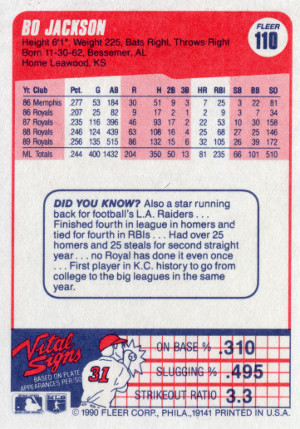 BO JACKSON
FLEER
110
Height 6'1", Weight 225, Bats Right, Throws Right
Born 11-30-62, Bessemer, AL
Home Leawood, KS
Yr. Club Pct. G AB R H 2B 3B HR RBI SB BB SO
86 Memphis .277 53 184 30 51 9 3 7 25 3 22 81
86 Royals .207 25 82 9 17 2 1 2 9 3 7 34
87 Royals .235 116 396 46 93 17 2 22 53 10 30 158
88 Royals .246 124 439 63 108 16 4 25 68 27 25 146
89 Royals .256 135 515 86 132 15 6 32 105 26 39 172
ML Totals .244 400 1432 204 350 50 13 81 235 66 101 510
DID YOU KNOW? Also a star running
back for football's L.A. Raiders . . .
Finished fourth in league in homers and
tied for fourth in RBIs . . . Had over 25
homers and 25 steals for second straight
year . . . no Royal has done it even once
. . . First player in K.C. history to go from
college to the big leagues in the same
year.
Vital
Signs
BASED ON PLATE
APPEARANCES PER SO
31
ON BASE % .310
SLUGGING % .495
STRIKEOUT RATIO 3.3
© 1990 FLEER CORP., PHILA., 19141 PRINTED IN U.S.A.